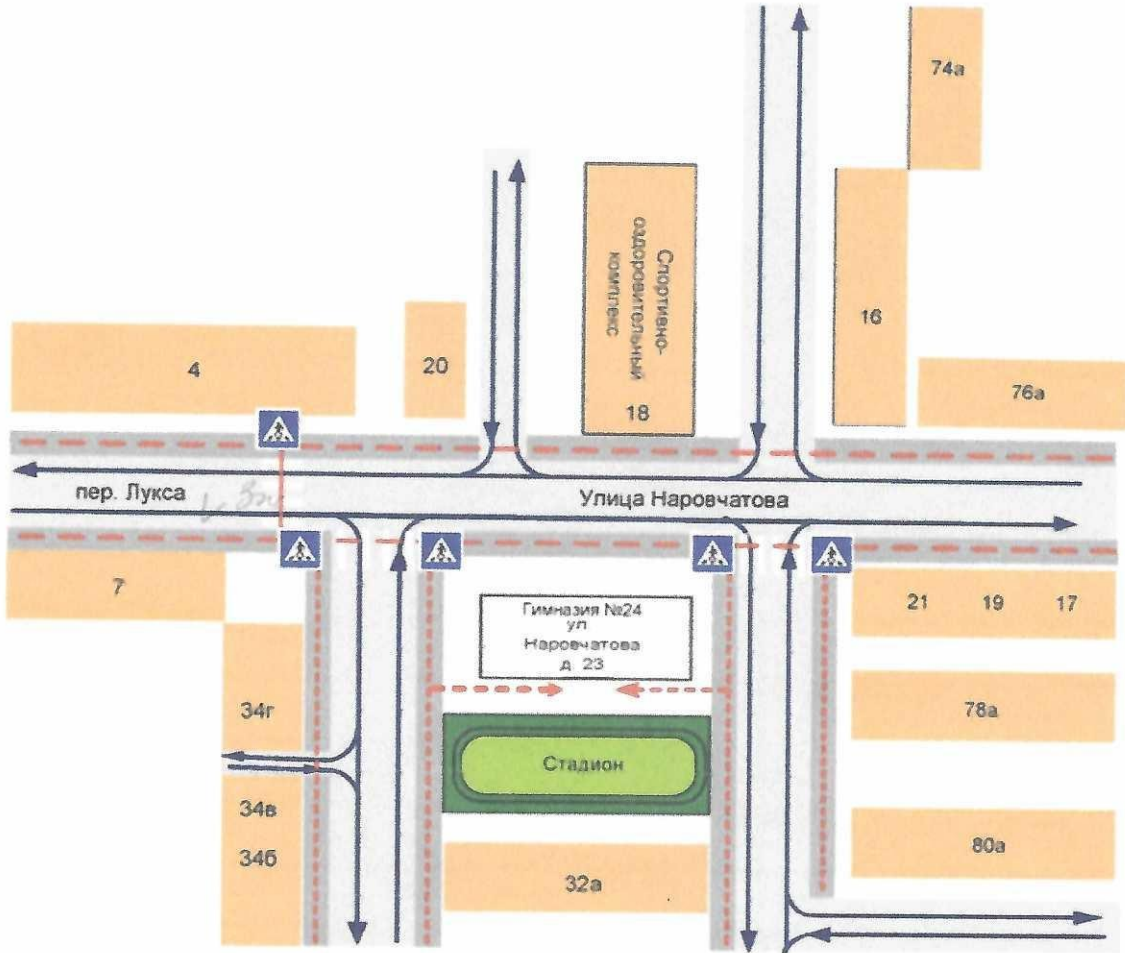 74а
Спортивно-
оздоровительный
комплекс
18
16
4
20
76а
пер. Лукса
Улица Наровчатова
7
Гимназия №24
ул
Наровчатова
д. 23
21 19 17
34г
78а
Стадион
34в
34б
32а
80а